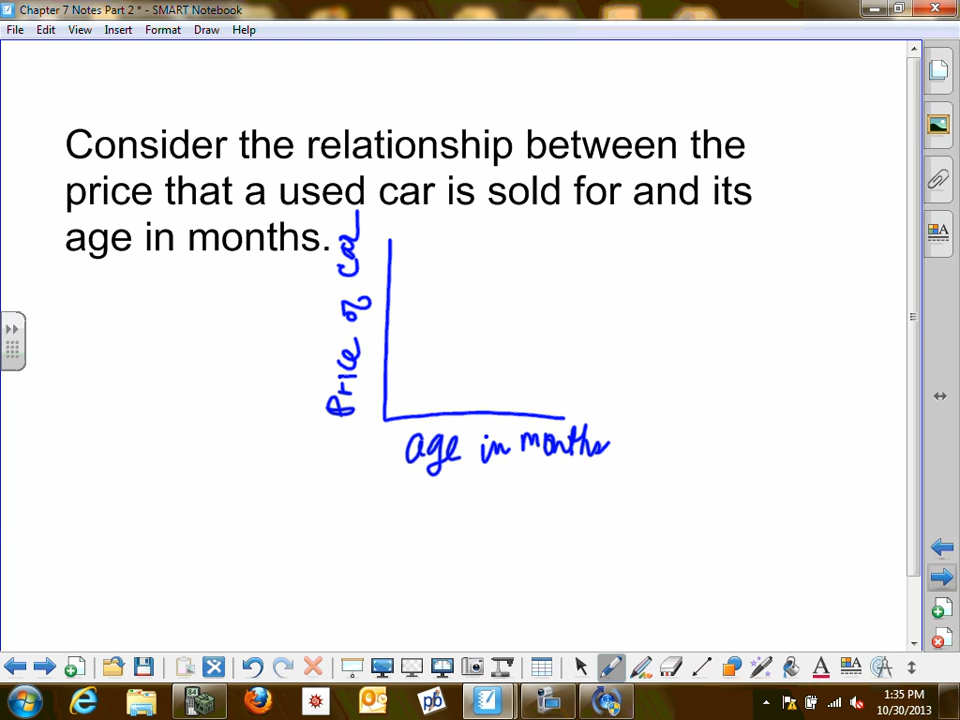 Chapter 7 Notes Part 2 * - SMART Notebook
File Edit View Insert Format Draw Help
Consider the relationship between the
price that a used car is sold for and its
age in months.
Price of car
age in months
1:35 PM
10/30/2013